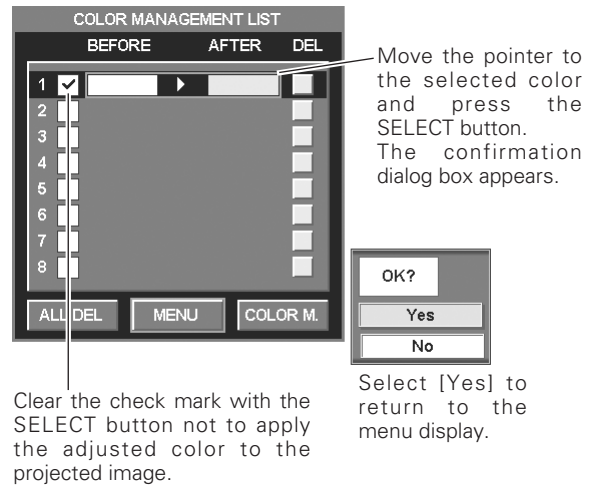 COLOR MANAGEMENT LIST
BEFORE AFTER DEL
1
2
3
4
5
6
7
8
ALL DEL MENU COLOR M.
Move the pointer to
the selected color
and press the
SELECT button.
The confirmation
dialog box appears.
OK?
Yes
No
Select [Yes] to
return to the
menu display.
Clear the check mark with the
SELECT button not to apply
the adjusted color to the
projected image.